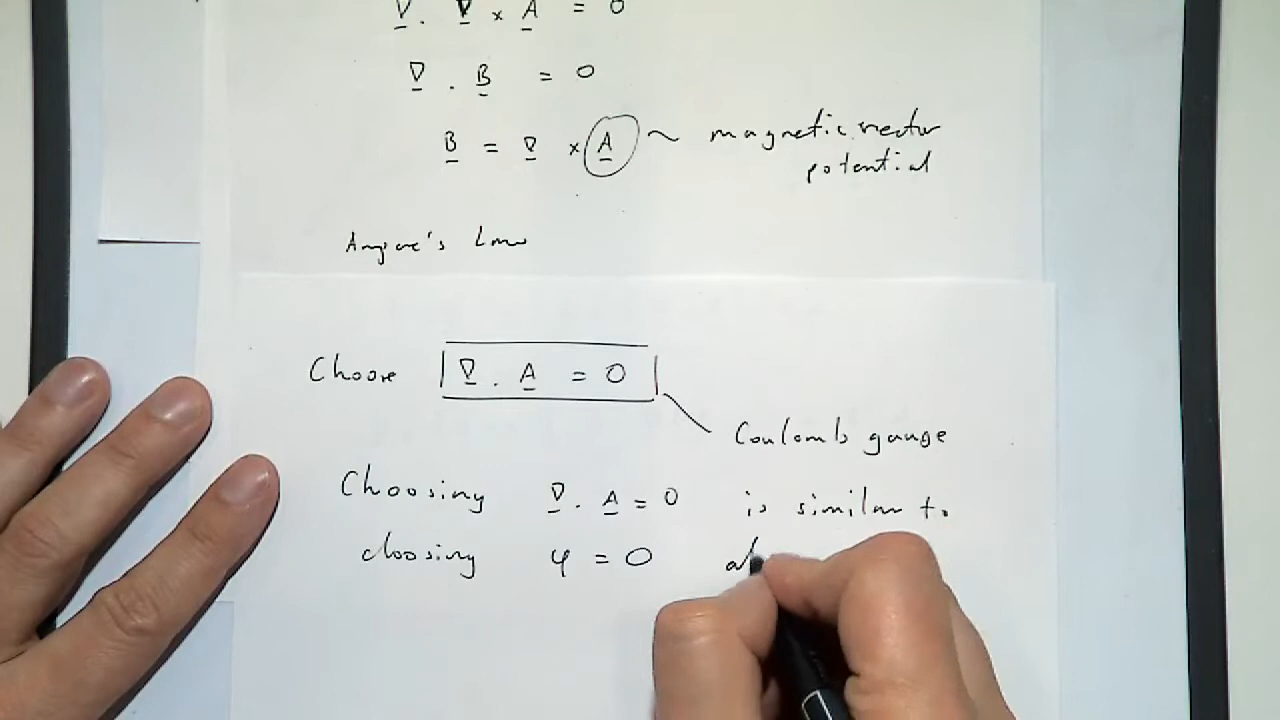 ∇ . ∇ × A = 0
∇ . B = 0
B = ∇ × A ~ magnetic vector potential
Ampere's Law
Choose ∇ . A = 0
Coulomb gauge
Choosing ∇ . A = 0 is similar to
choosing φ = 0